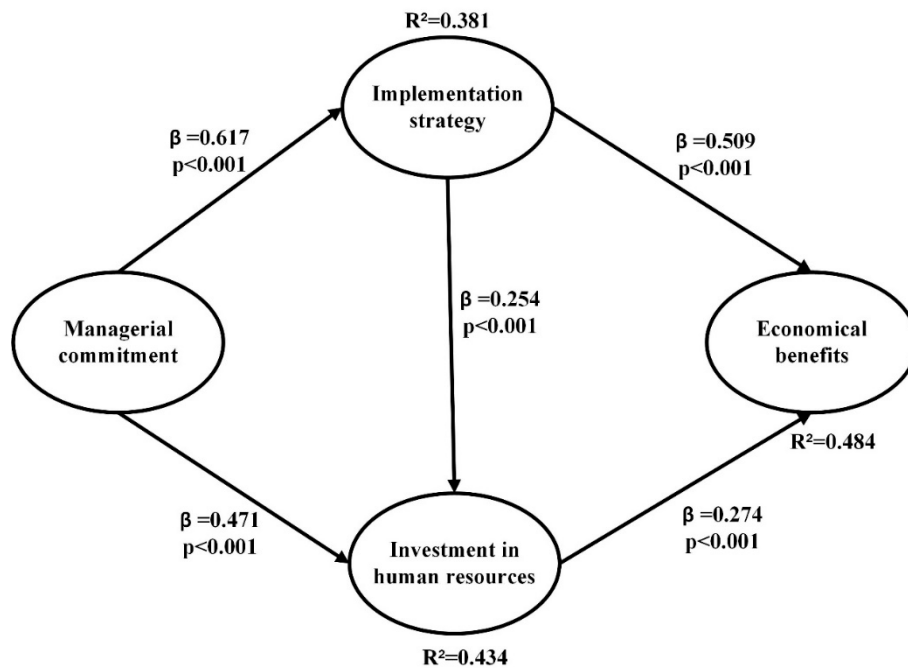 R²=0.381
Implementation
strategy
β =0.617
p<0.001
β =0.509
p<0.001
β =0.254
p<0.001
Managerial
commitment
Economical
benefits
R²=0.484
β =0.471
p<0.001
β =0.274
p<0.001
Investment in
human resources
R²=0.434